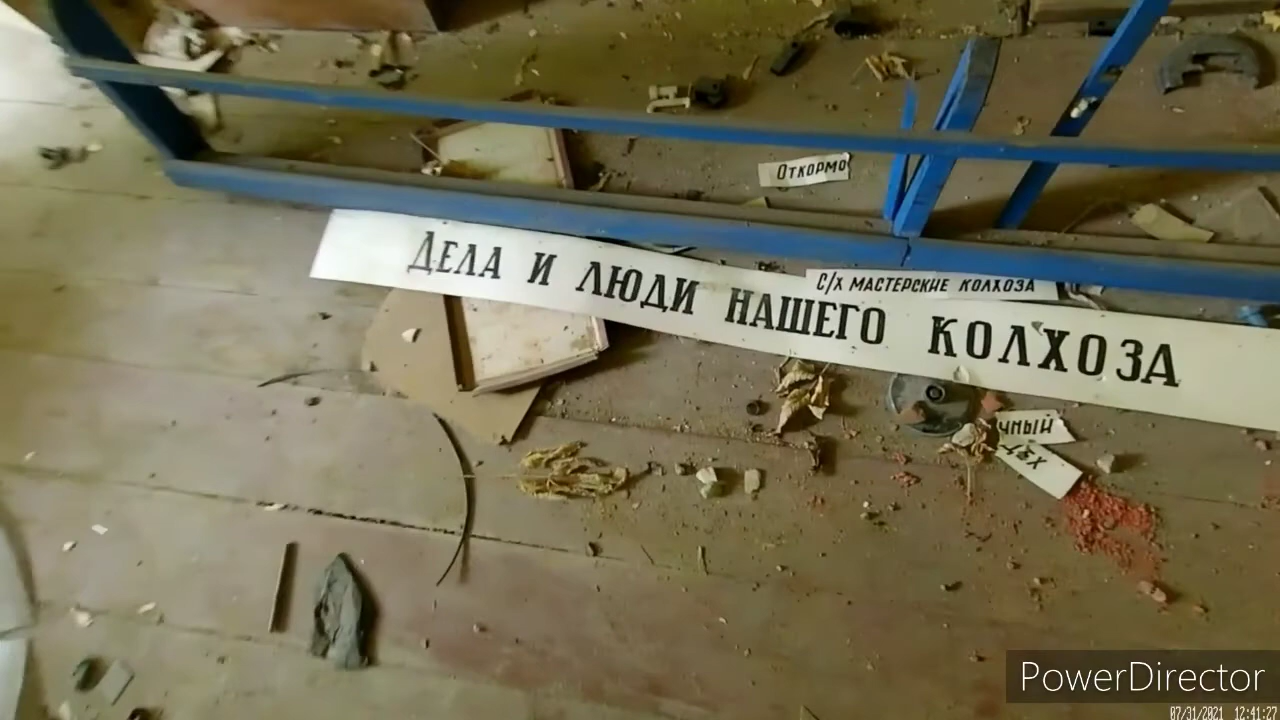 Откормо
Дела и люди нашего колхоза
С/х мастерские колхоза
чный
PowerDirector
07/31/2021 12:41:27